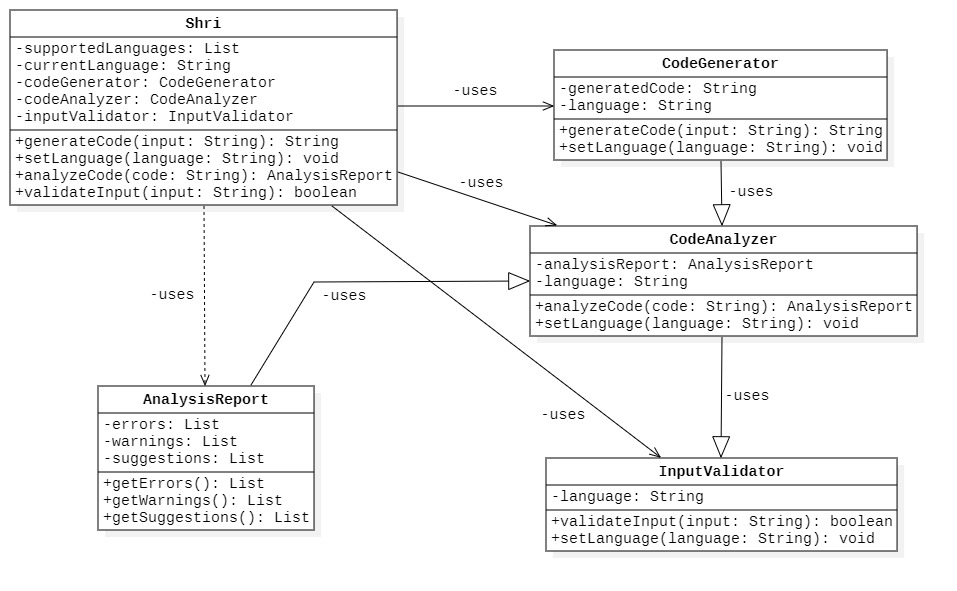 Shri
-supportedLanguages: List
-currentLanguage: String
-codeGenerator: CodeGenerator
-codeAnalyzer: CodeAnalyzer
-inputValidator: InputValidator
+generateCode(input: String): String
+setLanguage(language: String): void
+analyzeCode(code: String): AnalysisReport
+validateInput(input: String): boolean
-uses
CodeGenerator
-generatedCode: String
-language: String
+generateCode(input: String): String
+setLanguage(language: String): void
-uses
-uses
CodeAnalyzer
-analysisReport: AnalysisReport
-language: String
+analyzeCode(code: String): AnalysisReport
+setLanguage(language: String): void
-uses
-uses
-uses
-uses
AnalysisReport
-errors: List
-warnings: List
-suggestions: List
+getErrors(): List
+getWarnings(): List
+getSuggestions(): List
InputValidator
-language: String
+validateInput(input: String): boolean
+setLanguage(language: String): void